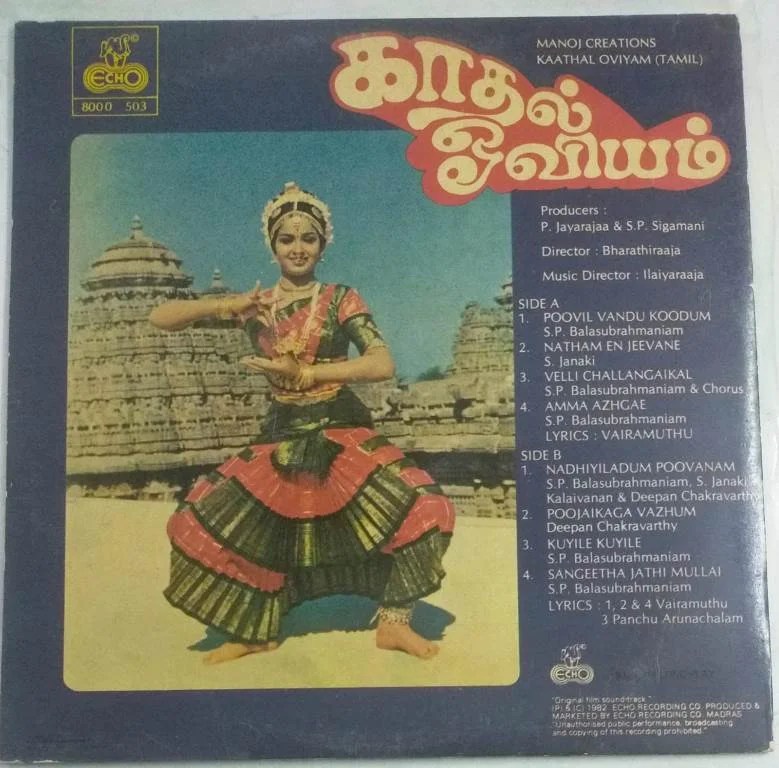 ECHO
8000 503
காதல்
ஓவியம்
MANOJ CREATIONS
KAATHAL OVIYAM (TAMIL)
Producers :
P. Jayarajaa & S.P. Sigamani
Director : Bharathiraaja
Music Director : Ilaiyaraaja
SIDE A
1. POOVIL VANDU KOODUM
S.P. Balasubrahmaniam
2. NATHAM EN JEEVANE
S. Janaki
3. VELLI CHALLANGAIKAL
S.P. Balasubrahmaniam & Chorus
4. AMMA AZHGAE
S.P. Balasubrahmaniam
LYRICS : VAIRAMUTHU
SIDE B
1. NADHIYILADUM POOVANAM
S.P. Balasubrahmaniam, S. Janaki
Kalaivanan & Deepan Chakravarthy
2. POOJAIKAGA VAZHUM
Deepan Chakravarthy
3. KUYILE KUYILE
S.P. Balasubrahmaniam
4. SANGEETHA JATHI MULLAI
S.P. Balasubrahmaniam
LYRICS : 1, 2 & 4 Vairamuthu
3 Panchu Arunachalam
ECHO
"Original film soundtrack"
(P) & (C) 1982. ECHO RECORDING CO. PRODUCED &
MARKETED BY ECHO RECORDING CO. MADRAS
"Unauthorised public performance, broadcasting
and copying of this recording prohibited."